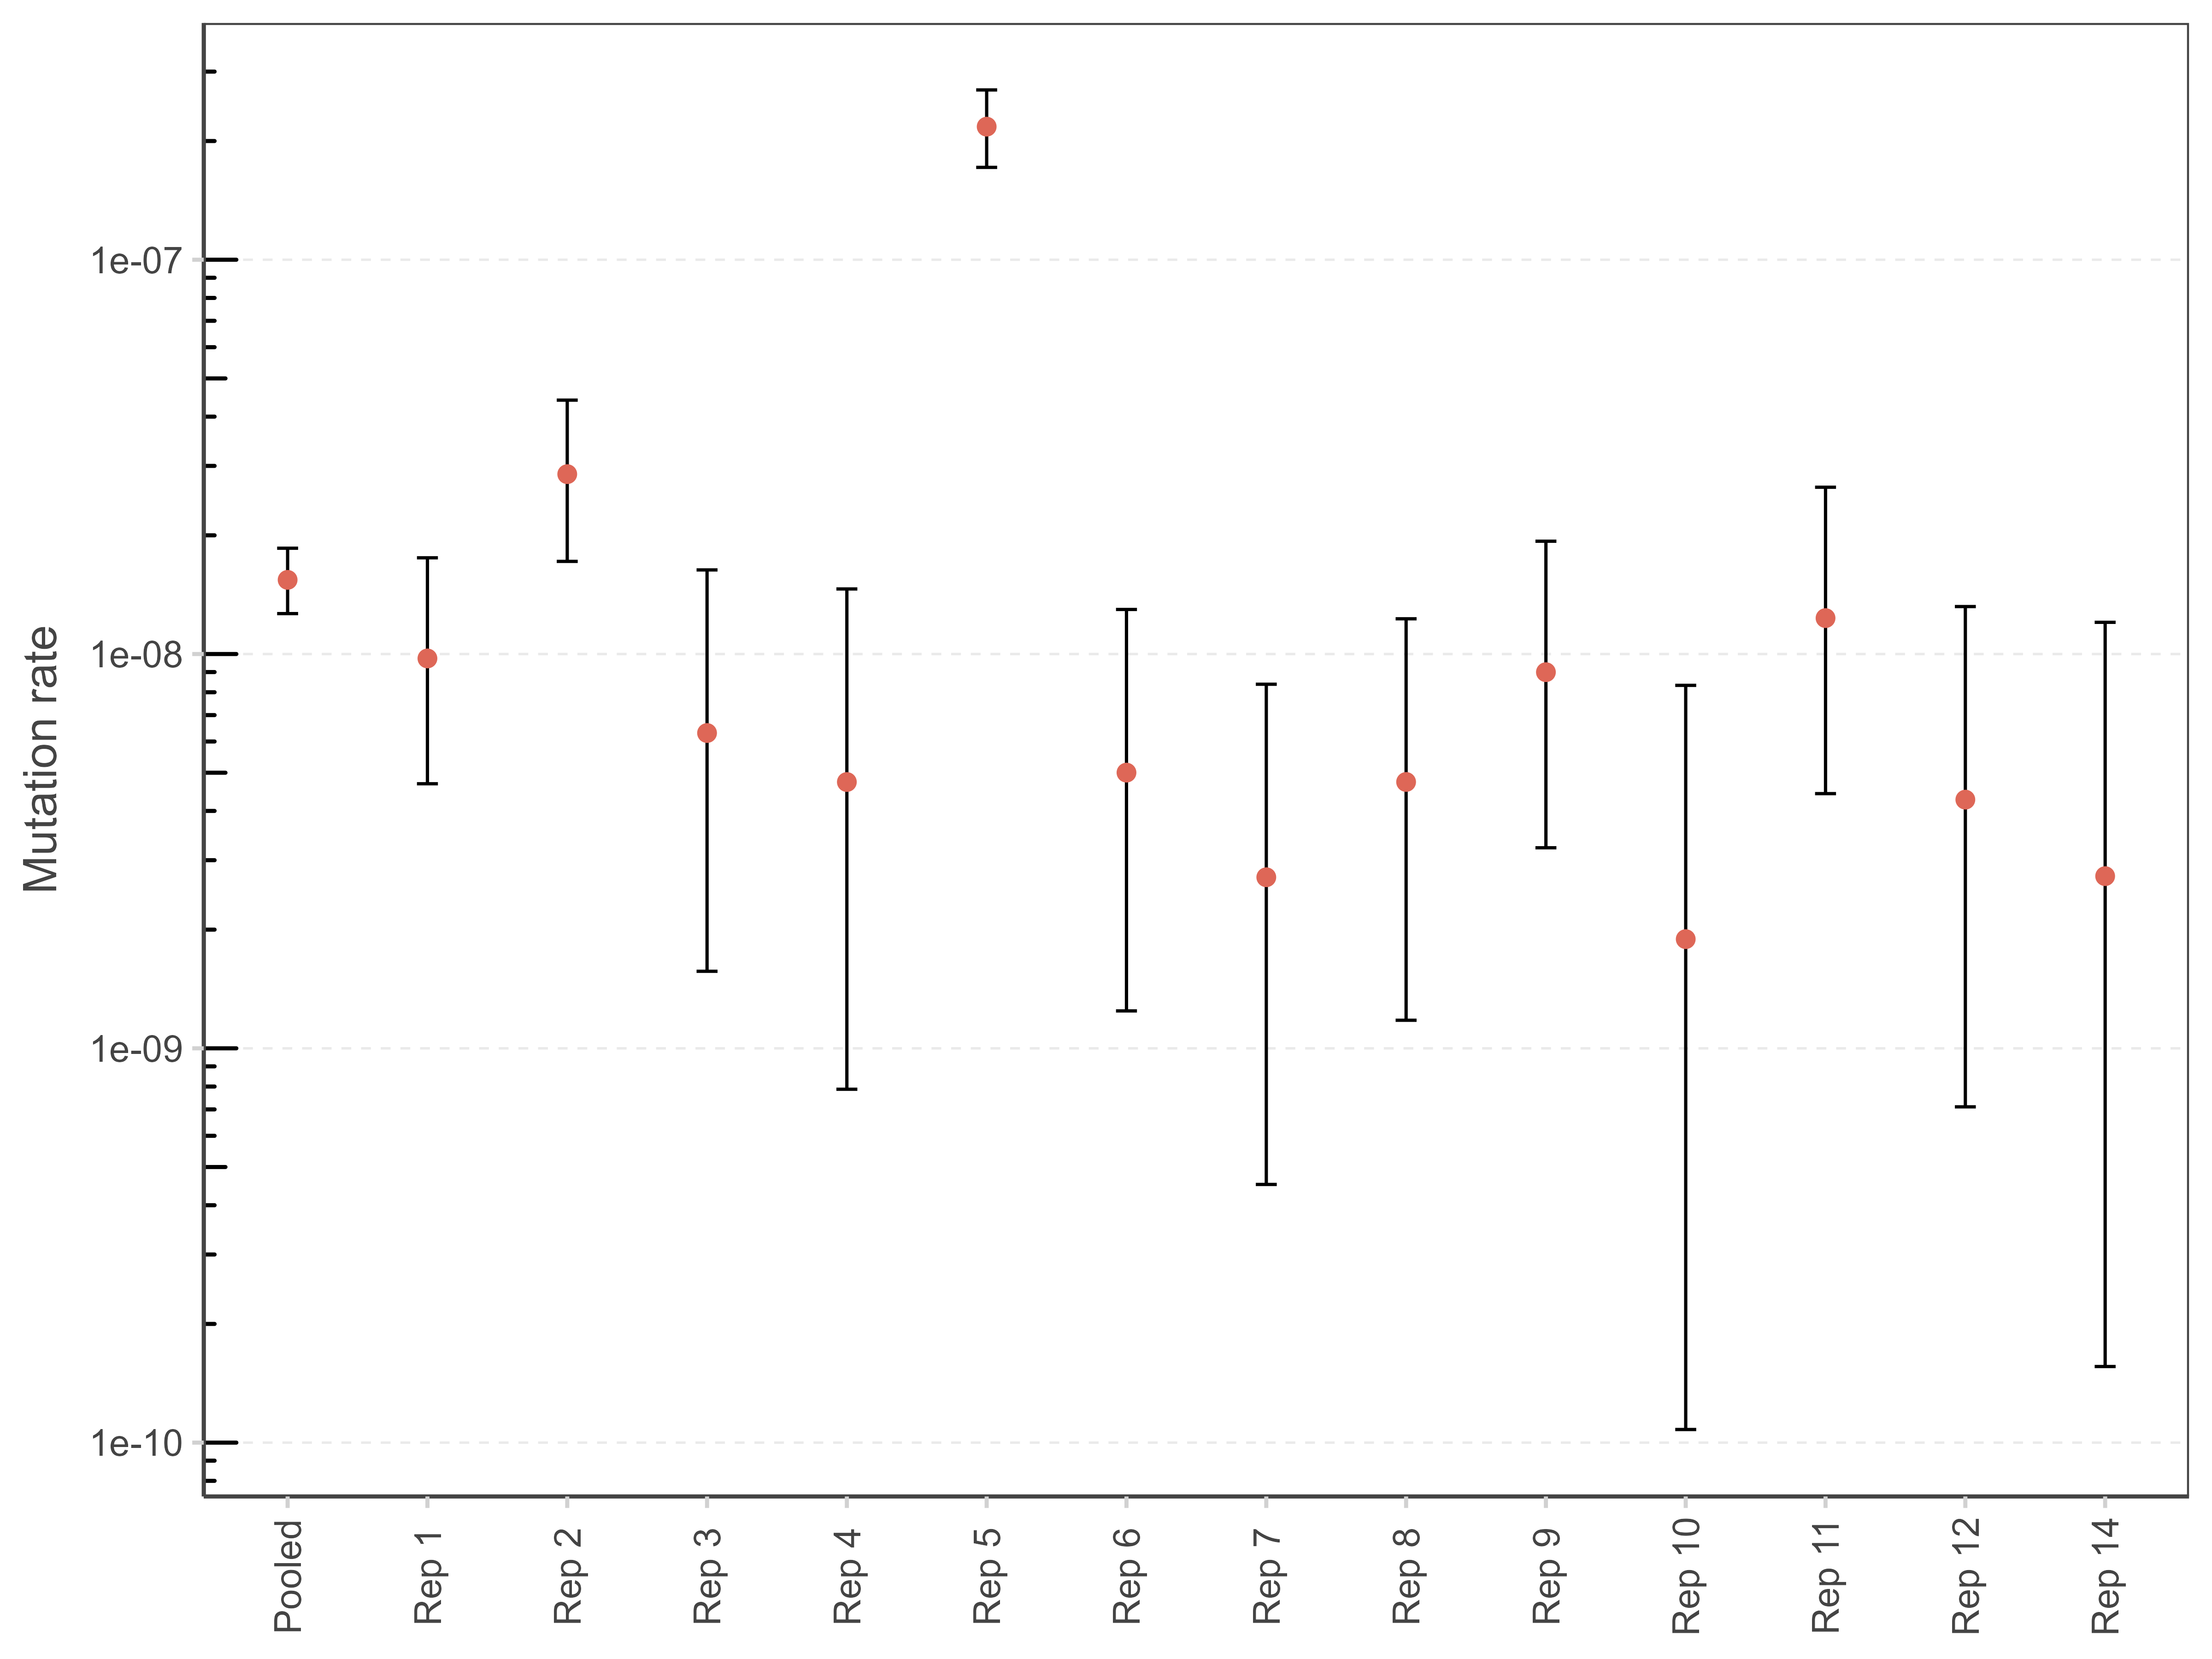 Mutation rate
1e-07
1e-08
1e-09
1e-10
Pooled
Rep 1
Rep 2
Rep 3
Rep 4
Rep 5
Rep 6
Rep 7
Rep 8
Rep 9
Rep 10
Rep 11
Rep 12
Rep 14